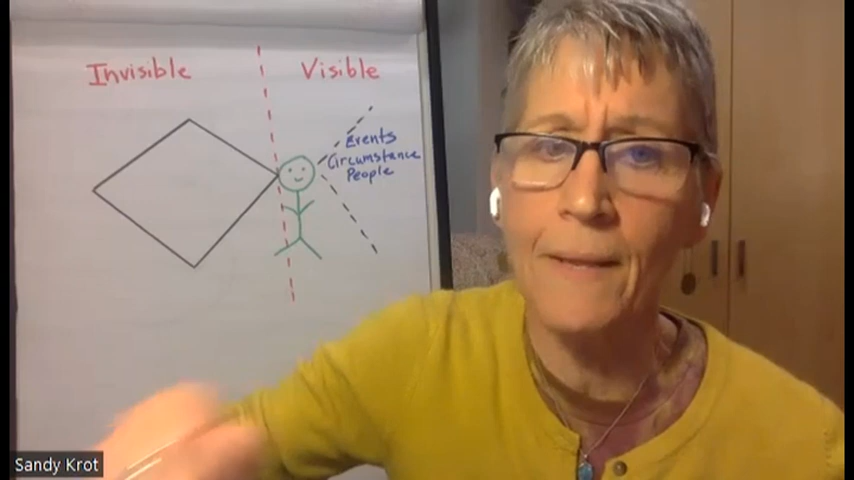 Invisible
Visible
Events
Circumstance
People
Sandy Krot